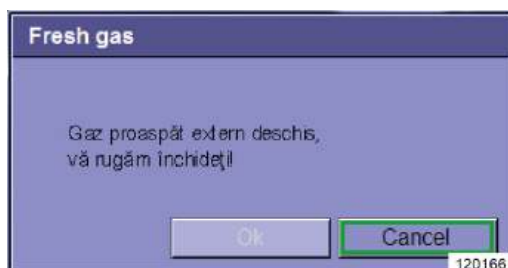 Fresh gas
Gaz proaspăt extern deschis,
vă rugăm închideţi!
Ok Cancel
120166